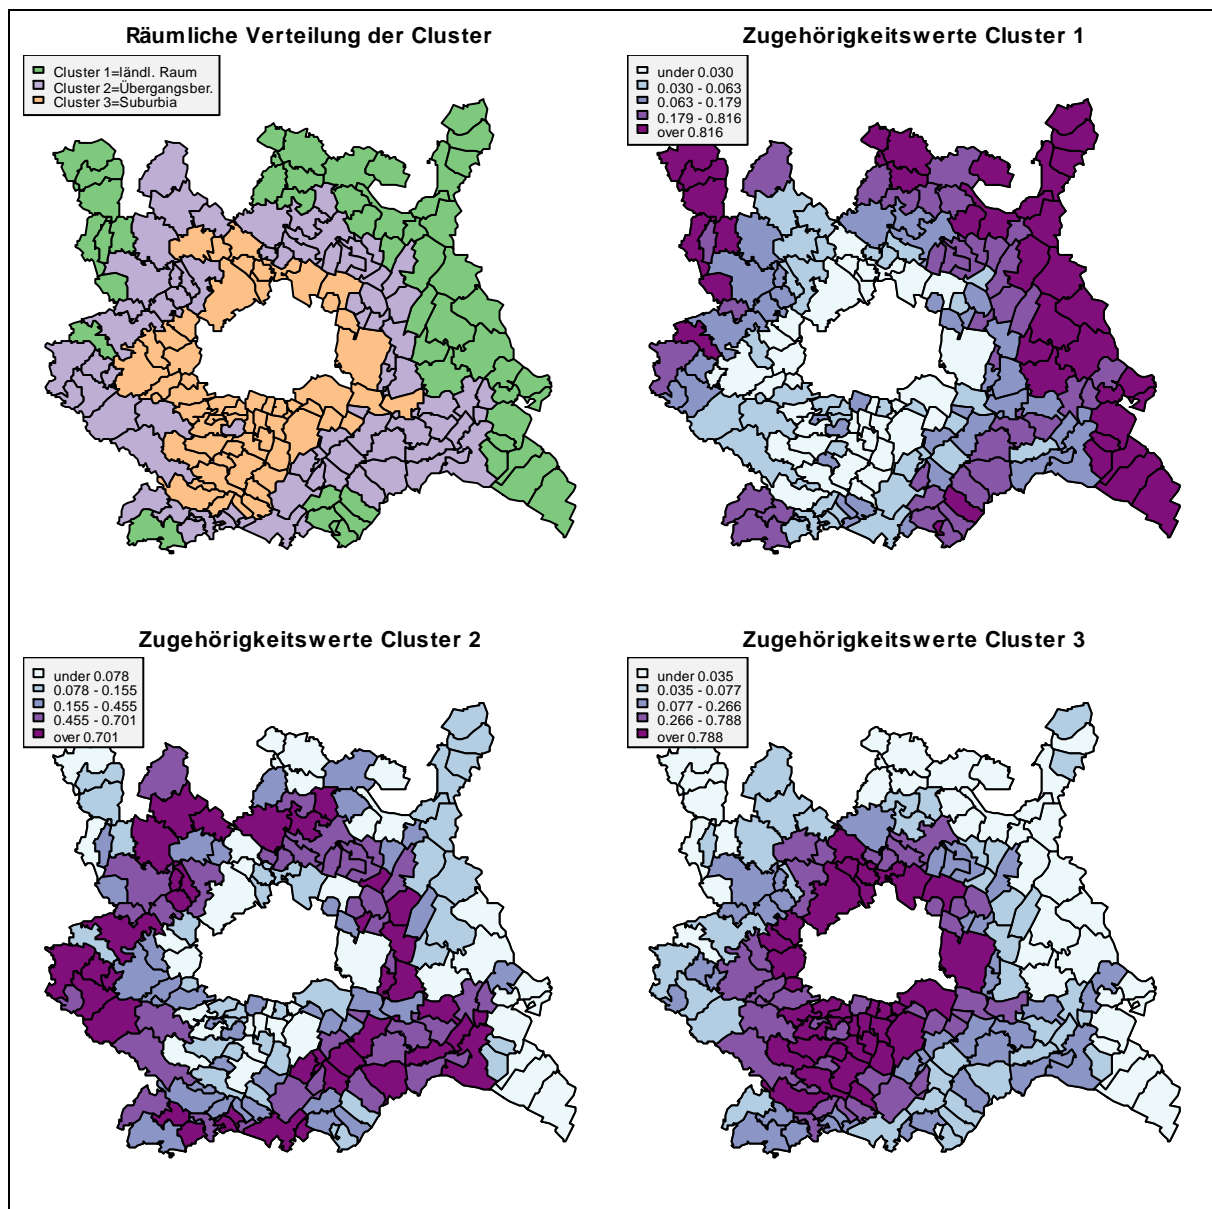 Räumliche Verteilung der Cluster
Cluster 1=ländl. Raum
Cluster 2=Übergangsber.
Cluster 3=Suburbia
Zugehörigkeitswerte Cluster 1
under 0.030
0.030 - 0.063
0.063 - 0.179
0.179 - 0.816
over 0.816
Zugehörigkeitswerte Cluster 2
under 0.078
0.078 - 0.155
0.155 - 0.455
0.455 - 0.701
over 0.701
Zugehörigkeitswerte Cluster 3
under 0.035
0.035 - 0.077
0.077 - 0.266
0.266 - 0.788
over 0.788